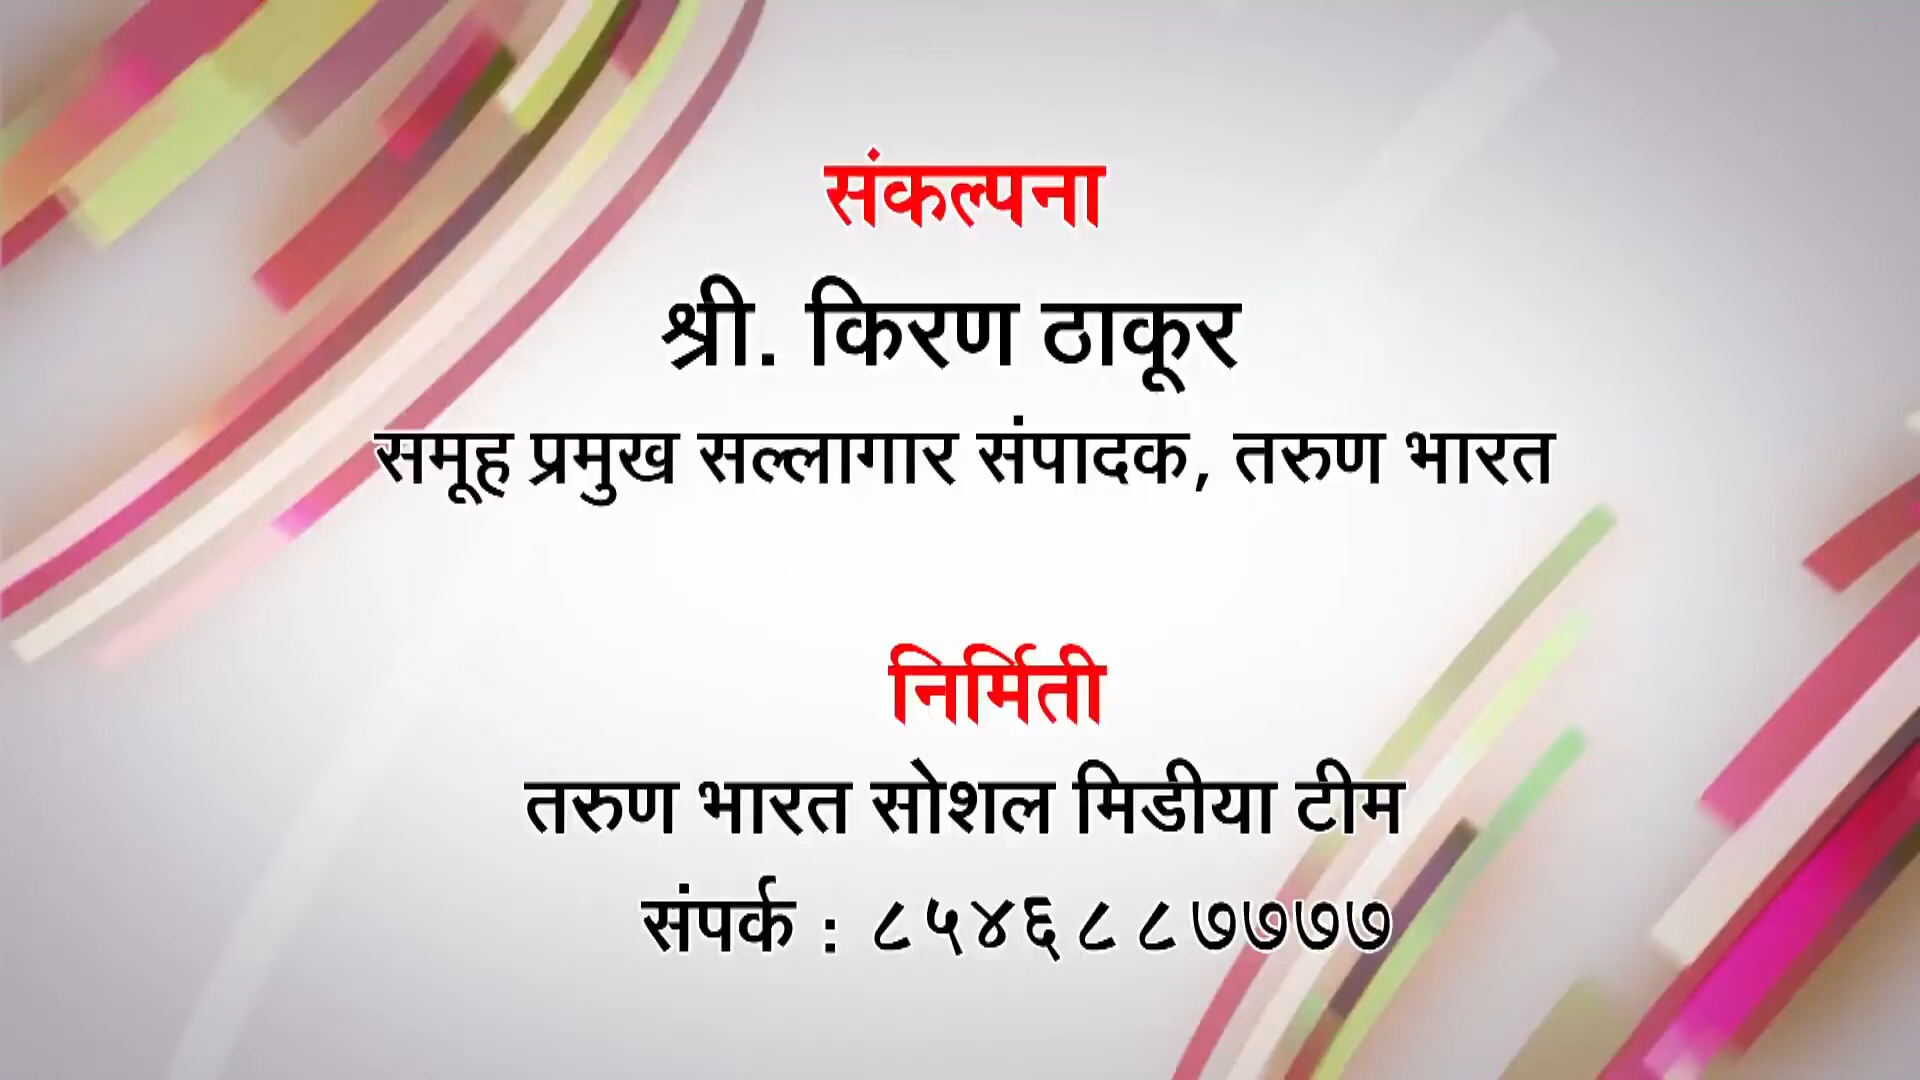 संकल्पना
श्री. किरण ठाकूर
समूह प्रमुख सल्लागार संपादक, तरुण भारत
निर्मिती
तरुण भारत सोशल मिडीया टीम
संपर्क : ८५४६८८७७७७